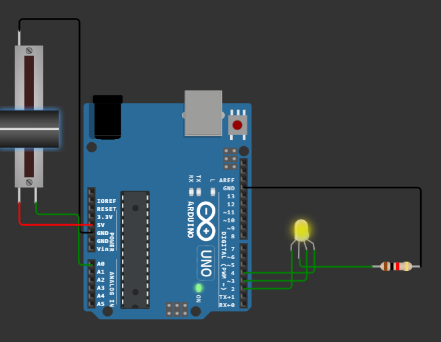 RX
TX
L
AREF
GND
13
12
~11
~10
~9
8
7
~6
~5
4
~3
2
TX→1
RX←0
DIGITAL (PWM ~)
IOREF
RESET
3.3V
5V
GND
GND
Vin
POWER
A0
A1
A2
A3
A4
A5
ANALOG IN
ARDUINO
UNO
ON